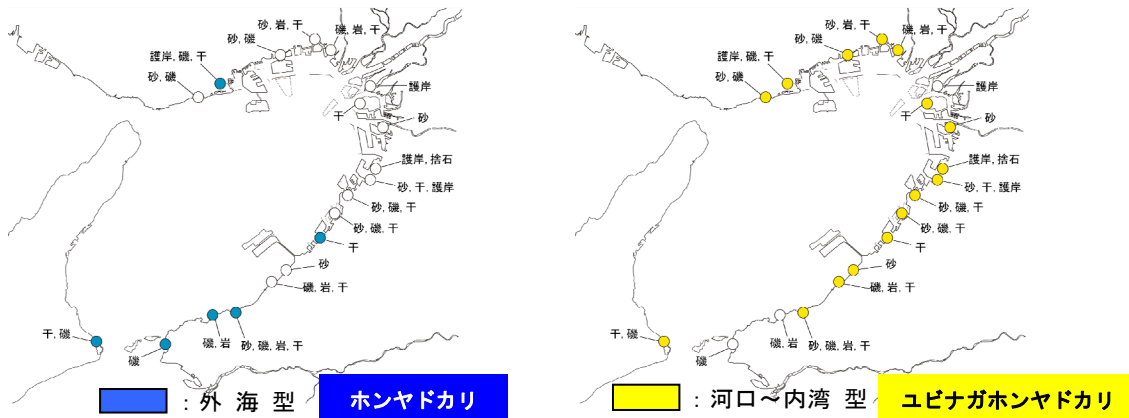 砂, 岩, 干
砂, 磯
磯, 岩, 干
護岸, 磯, 干
砂, 磯
護岸
干
砂
護岸, 捨石
砂, 干, 護岸
砂, 磯, 干
砂, 磯, 干
干
砂
磯, 岩, 干
砂, 磯, 岩, 干
磯, 岩
干, 磯
磯
: 外 海 型
ホンヤドカリ
砂, 岩, 干
砂, 磯
磯, 岩, 干
護岸, 磯, 干
砂, 磯
護岸
干
砂
護岸, 捨石
砂, 干, 護岸
砂, 磯, 干
砂, 磯, 干
干
砂
磯, 岩, 干
砂, 磯, 岩, 干
磯, 岩
干, 磯
磯
: 河口～内湾 型
ユビナガホンヤドカリ